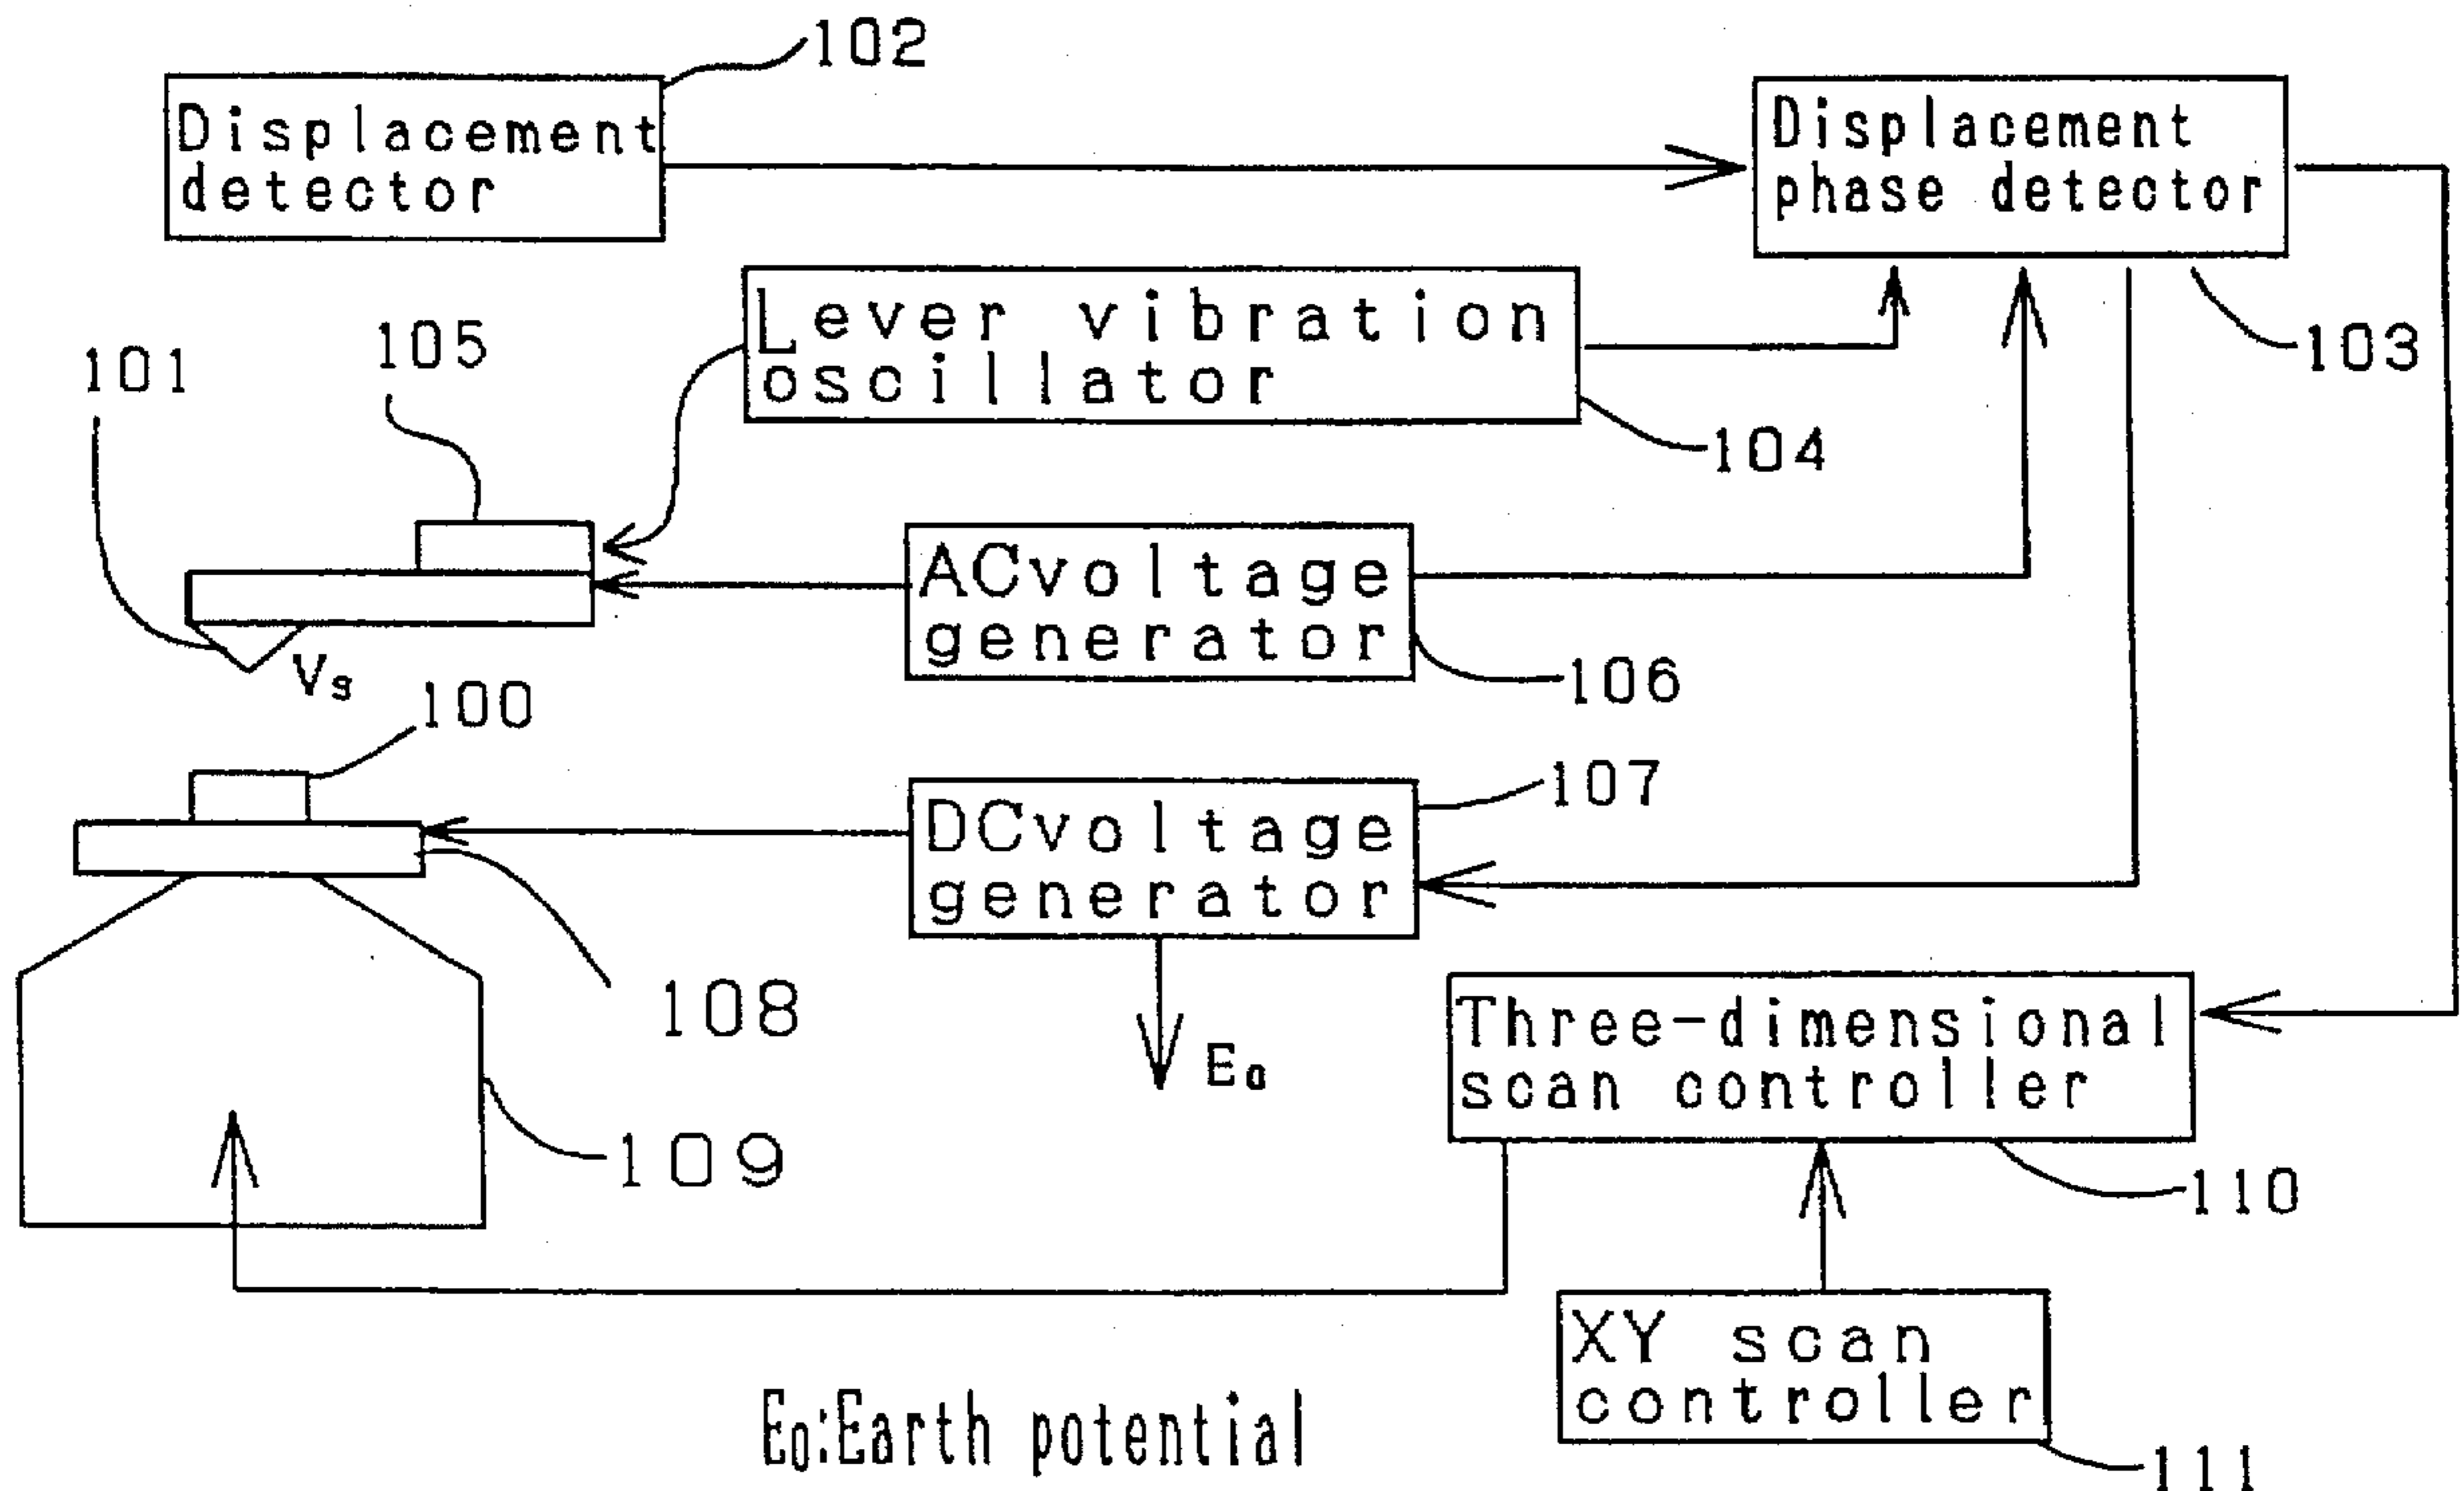 102
Displacement
detector
Displacement
phase detector
103
Lever vibration
oscillator
104
105
101
Vs
ACvoltage
generator
106
100
107
DCvoltage
generator
108
E0
Three-dimensional
scan controller
109
110
XY scan
controller
111
E0:Earth potential